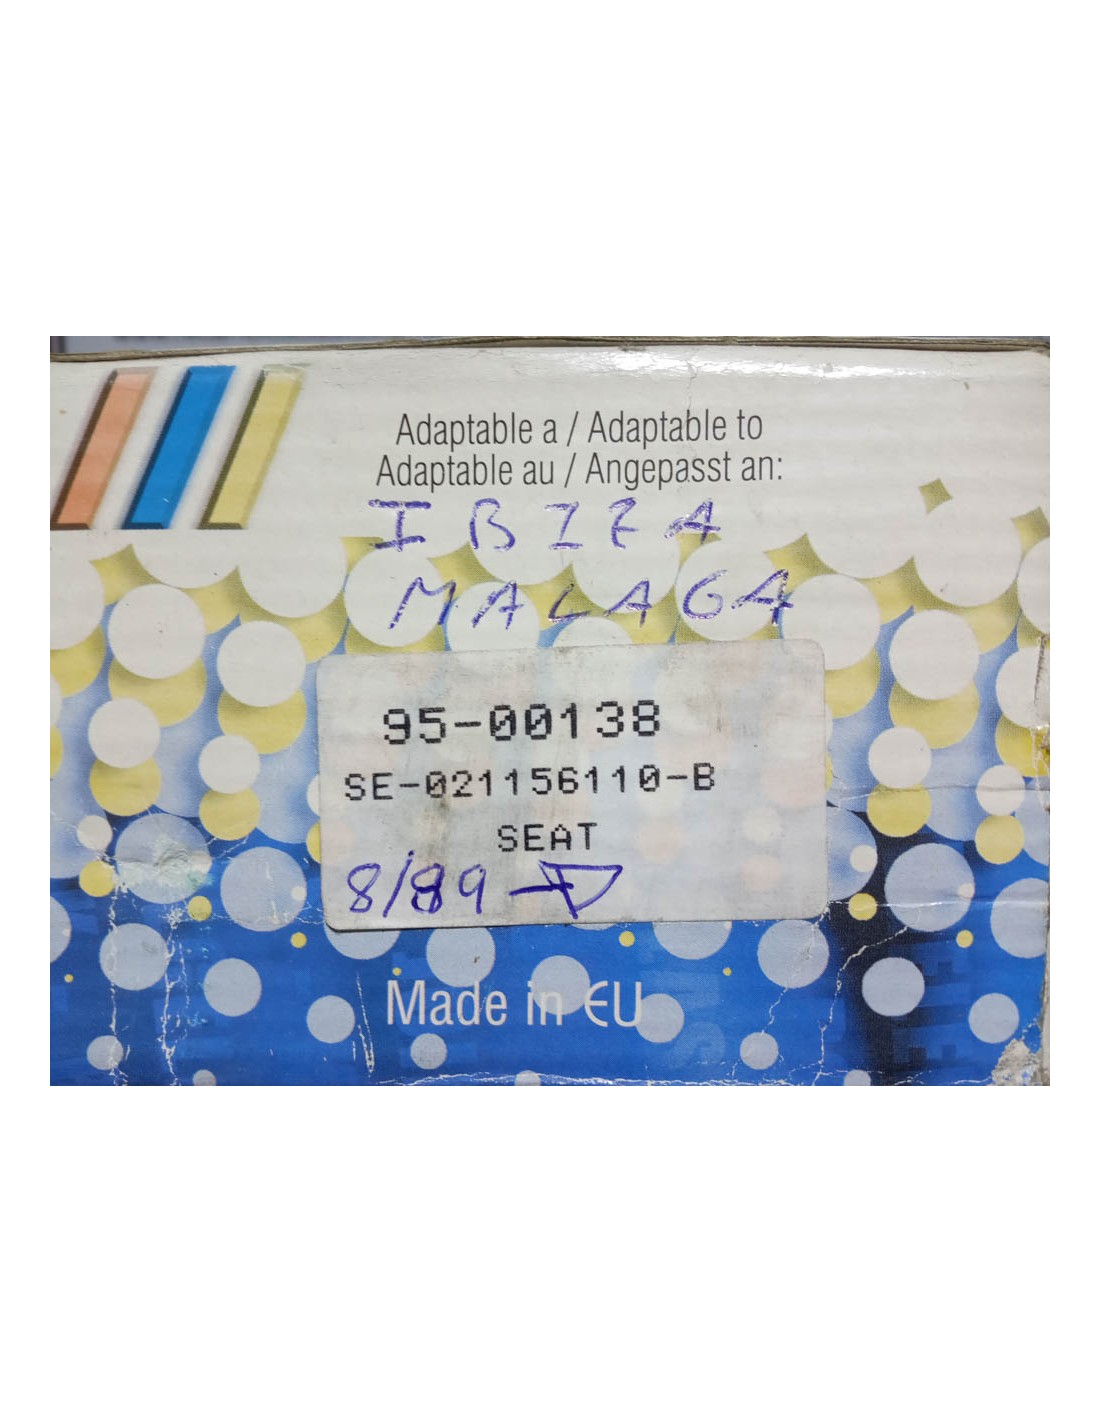 Adaptable a / Adaptable to
Adaptable au / Angepasst an:
IBIZA
MALAGA
95-00138
SE-021156110-B
SEAT
8/89
Made in EU